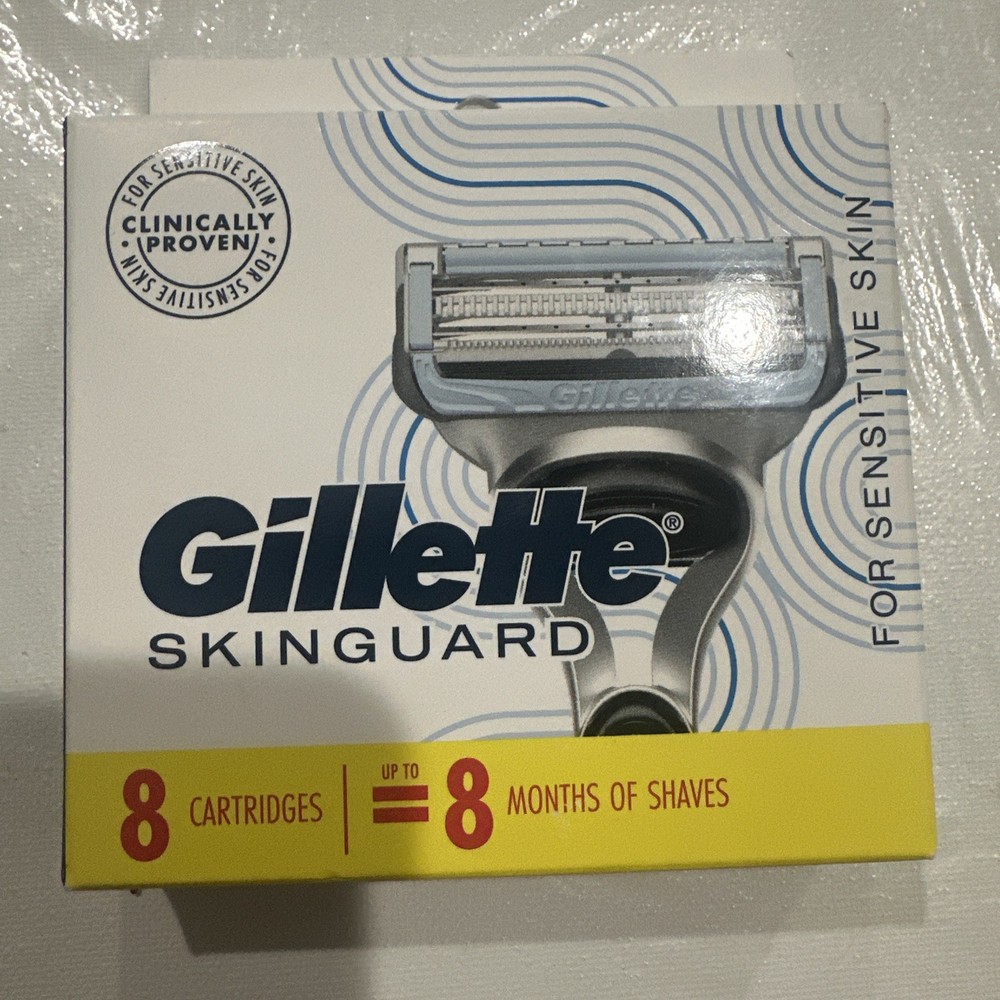 FOR SENSITIVE SKIN
CLINICALLY
PROVEN
FOR SENSITIVE SKIN
Gillette
Gillette®
SKINGUARD
FOR SENSITIVE SKIN
8 CARTRIDGES
UP TO
= 8 MONTHS OF SHAVES